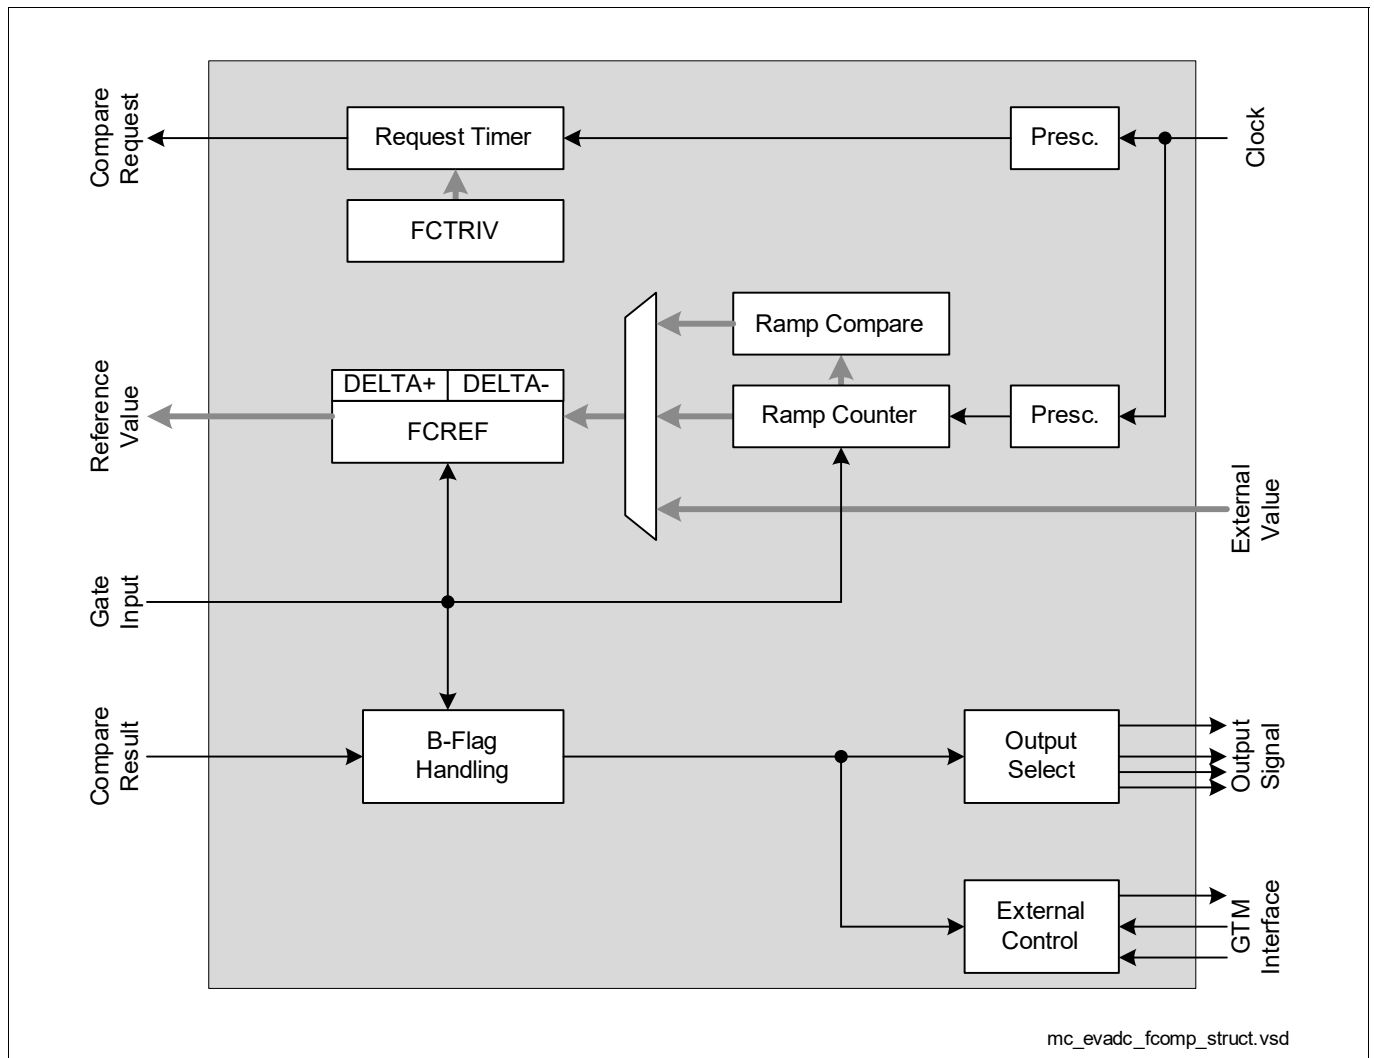 Compare
Request
Request Timer
Presc.
Clock
FCTRIV
Ramp Compare
Reference
Value
DELTA+
DELTA-
FCREF
Ramp Counter
Presc.
External
Value
Gate
Input
Compare
Result
B-Flag
Handling
Output
Select
Output
Signal
External
Control
GTM
Interface
mc_evadc_fcomp_struct.vsd